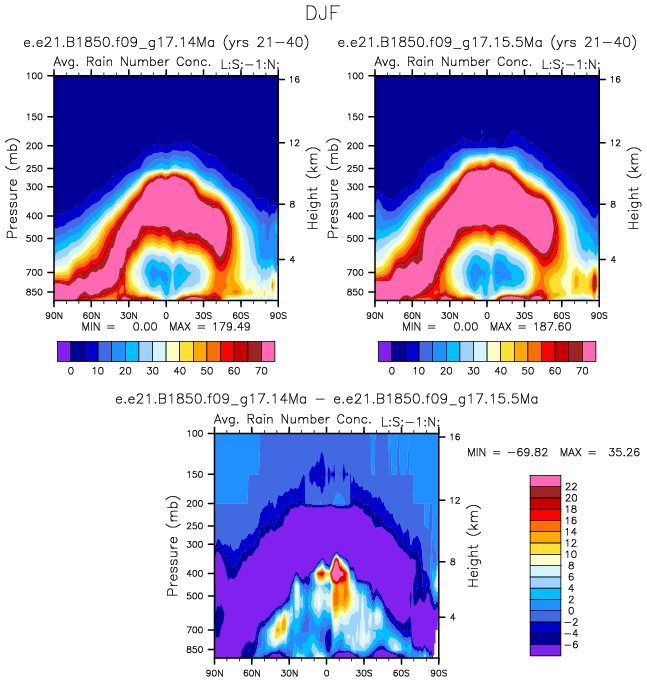 DJF
e.e21.B1850.f09_g17.14Ma (yrs 21-40)
Avg. Rain Number Conc. L:S:-1:N:
100
150
200
250
300
400
500
700
850
Pressure (mb)
16
12
8
4
Height (km)
90N 60N 30N 0 30S 60S 90S
MIN = 0.00 MAX = 179.49
0 10 20 30 40 50 60 70
e.e21.B1850.f09_g17.15.5Ma (yrs 21-40)
Avg. Rain Number Conc. L:S:-1:N:
100
150
200
250
300
400
500
700
850
Pressure (mb)
16
12
8
4
Height (km)
90N 60N 30N 0 30S 60S 90S
MIN = 0.00 MAX = 187.60
0 10 20 30 40 50 60 70
e.e21.B1850.f09_g17.14Ma - e.e21.B1850.f09_g17.15.5Ma
Avg. Rain Number Conc. L:S:-1:N:
100
150
200
250
300
400
500
700
850
Pressure (mb)
16
12
8
4
Height (km)
90N 60N 30N 0 30S 60S 90S
MIN = -69.82 MAX = 35.26
22
20
18
16
14
12
10
8
6
4
2
0
-2
-4
-6